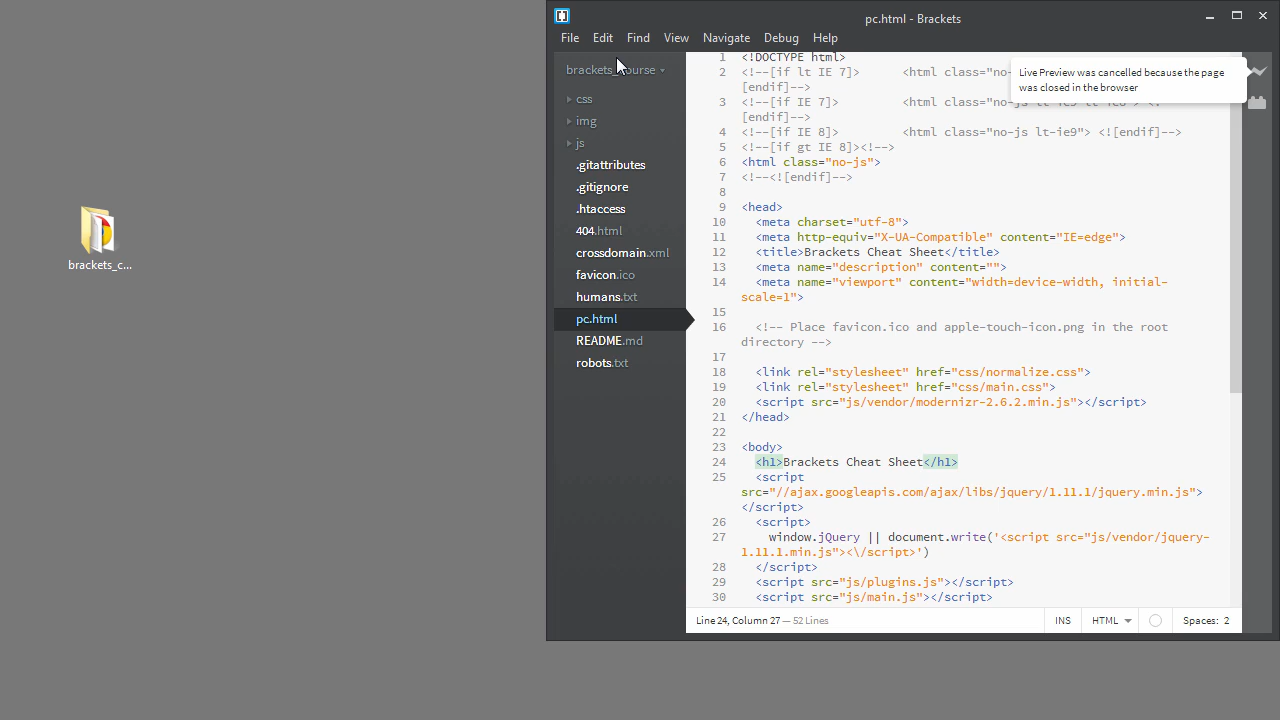 pc.html - Brackets
File Edit Find View Navigate Debug Help
brackets_course
css
img
js
.gitattributes
.gitignore
.htaccess
404.html
crossdomain.xml
favicon.ico
humans.txt
pc.html
README.md
robots.txt
brackets_c...
Live Preview was cancelled because the page
was closed in the browser
1 <!DOCTYPE html>
2 <!--[if lt IE 7]> <html class="no-
[endif]-->
3 <!--[if IE 7]> <html class="no-js lt-ie9 lt-ie8"> <!
[endif]-->
4 <!--[if IE 8]> <html class="no-js lt-ie9"> <![endif]-->
5 <!--[if gt IE 8]><!-->
6 <html class="no-js">
7 <!--<![endif]-->
8
9 <head>
10 <meta charset="utf-8">
11 <meta http-equiv="X-UA-Compatible" content="IE=edge">
12 <title>Brackets Cheat Sheet</title>
13 <meta name="description" content="">
14 <meta name="viewport" content="width=device-width, initial-
scale=1">
15
16 <!-- Place favicon.ico and apple-touch-icon.png in the root
directory -->
17
18 <link rel="stylesheet" href="css/normalize.css">
19 <link rel="stylesheet" href="css/main.css">
20 <script src="js/vendor/modernizr-2.6.2.min.js"></script>
21 </head>
22
23 <body>
24 <h1>Brackets Cheat Sheet</h1>
25 <script
src="//ajax.googleapis.com/ajax/libs/jquery/1.11.1/jquery.min.js">
</script>
26 <script>
27 window.jQuery || document.write('<script src="js/vendor/jquery-
1.11.1.min.js"><\/script>')
28 </script>
29 <script src="js/plugins.js"></script>
30 <script src="js/main.js"></script>
Line 24, Column 27 — 52 Lines
INS
HTML
Spaces: 2